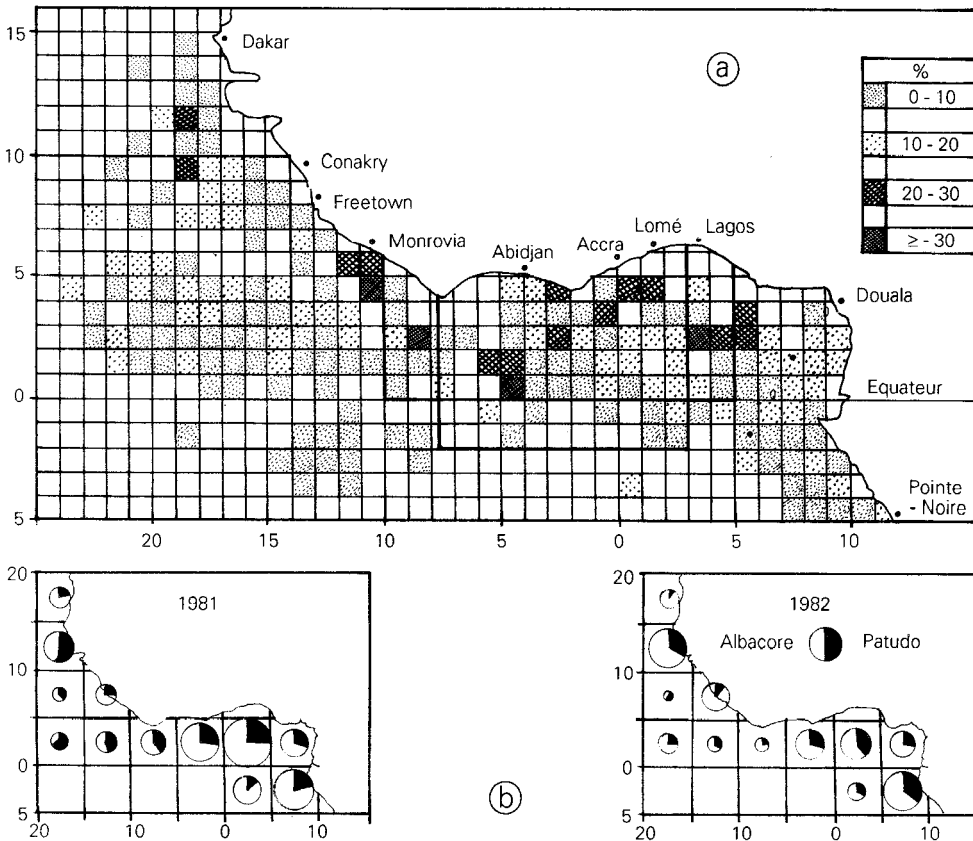 15
10
5
0
5
20
15
10
5
0
5
10
Dakar
Conakry
Freetown
Monrovia
Abidjan
Accra
Lomé
Lagos
Douala
Equateur
Pointe
- Noire
a
%
0 - 10
10 - 20
20 - 30
≥ - 30
20
10
0
5
20
10
0
10
1981
b
20
10
0
5
20
10
0
10
1982
Albacore
Patudo